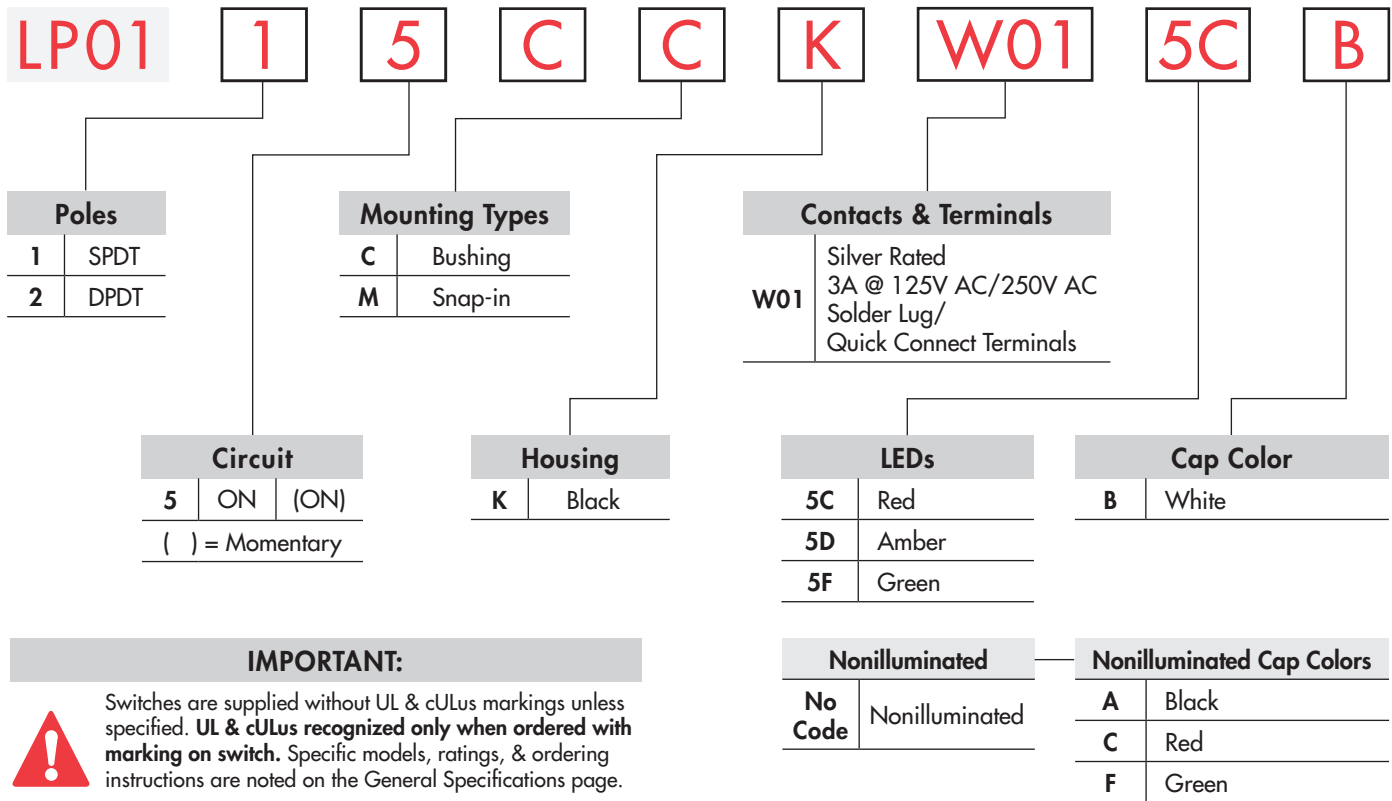 LP01 1 5 C C K W01 5C B
Poles
1 SPDT
2 DPDT
Mounting Types
C Bushing
M Snap-in
Contacts & Terminals
W01 Silver Rated
3A @ 125V AC/250V AC
Solder Lug/
Quick Connect Terminals
Circuit
5 ON (ON)
( ) = Momentary
Housing
K Black
LEDs
5C Red
5D Amber
5F Green
Cap Color
B White
IMPORTANT:
Switches are supplied without UL & cULus markings unless
specified. UL & cULus recognized only when ordered with
marking on switch. Specific models, ratings, & ordering
instructions are noted on the General Specifications page.
Nonilluminated
No
Code Nonilluminated
Nonilluminated Cap Colors
A Black
C Red
F Green